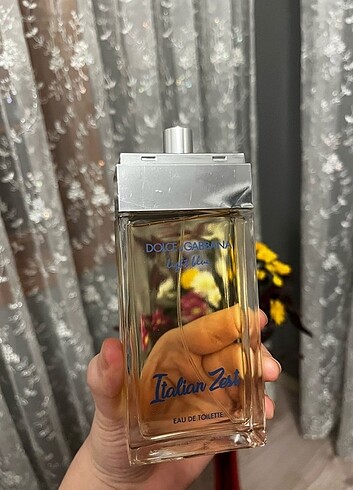 DOLCE GABBANA
light blue
Italian Zest
EAU DE TOILETTE